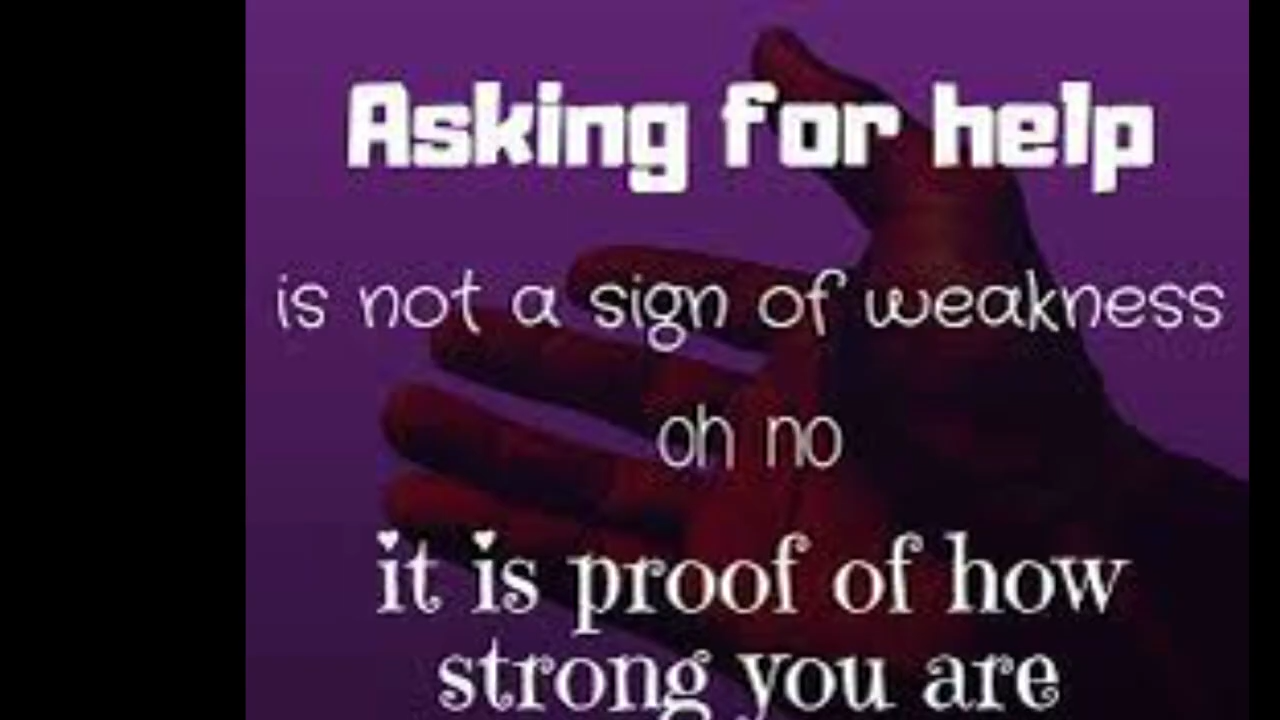 Asking for help
is not a sign of weakness
oh no
it is proof of how
strong you are